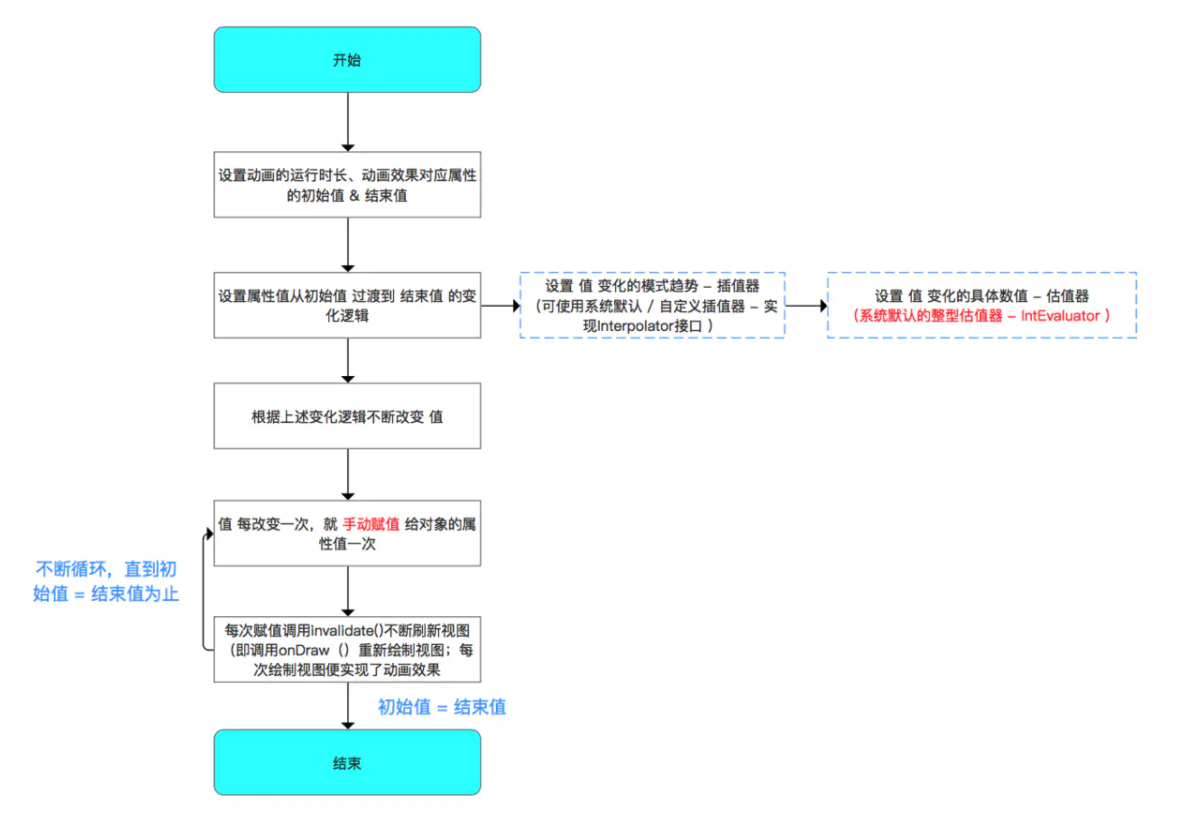 开始
设置动画的运行时长、动画效果对应属性
的初始值 & 结束值
设置属性值从初始值 过渡到 结束值 的变
化逻辑
设置 值 变化的模式趋势 – 插值器
(可使用系统默认 / 自定义插值器 – 实
现Interpolator接口 )
设置 值 变化的具体数值 – 估值器
(系统默认的整型估值器 – IntEvaluator )
根据上述变化逻辑不断改变 值
值 每改变一次，就 手动赋值 给对象的属
性值一次
不断循环，直到初
始值 = 结束值为止
每次赋值调用invalidate()不断刷新视图
（即调用onDraw（）重新绘制视图；每
次绘制视图便实现了动画效果
初始值 = 结束值
结束